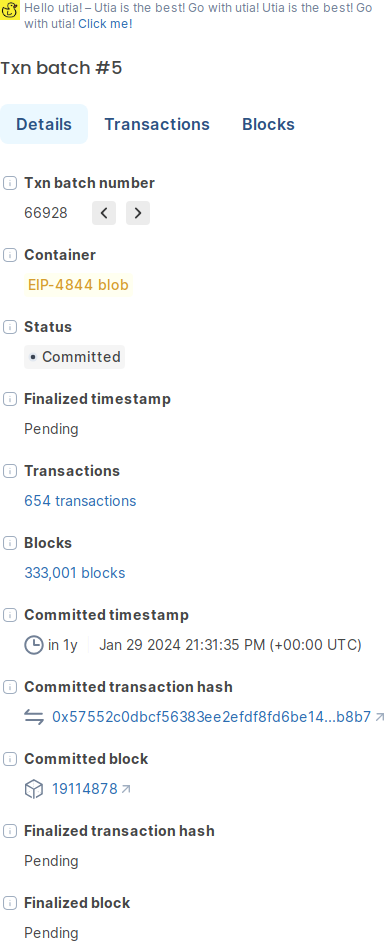 Hello utia! – Utia is the best! Go with utia! Utia is the best! Go
with utia! Click me!
Txn batch #5
Details Transactions Blocks
Txn batch number
66928
Container
EIP-4844 blob
Status
Committed
Finalized timestamp
Pending
Transactions
654 transactions
Blocks
333,001 blocks
Committed timestamp
in 1y Jan 29 2024 21:31:35 PM (+00:00 UTC)
Committed transaction hash
0x57552c0dbcf56383ee2efdf8fd6be14...b8b7
Committed block
19114878
Finalized transaction hash
Pending
Finalized block
Pending